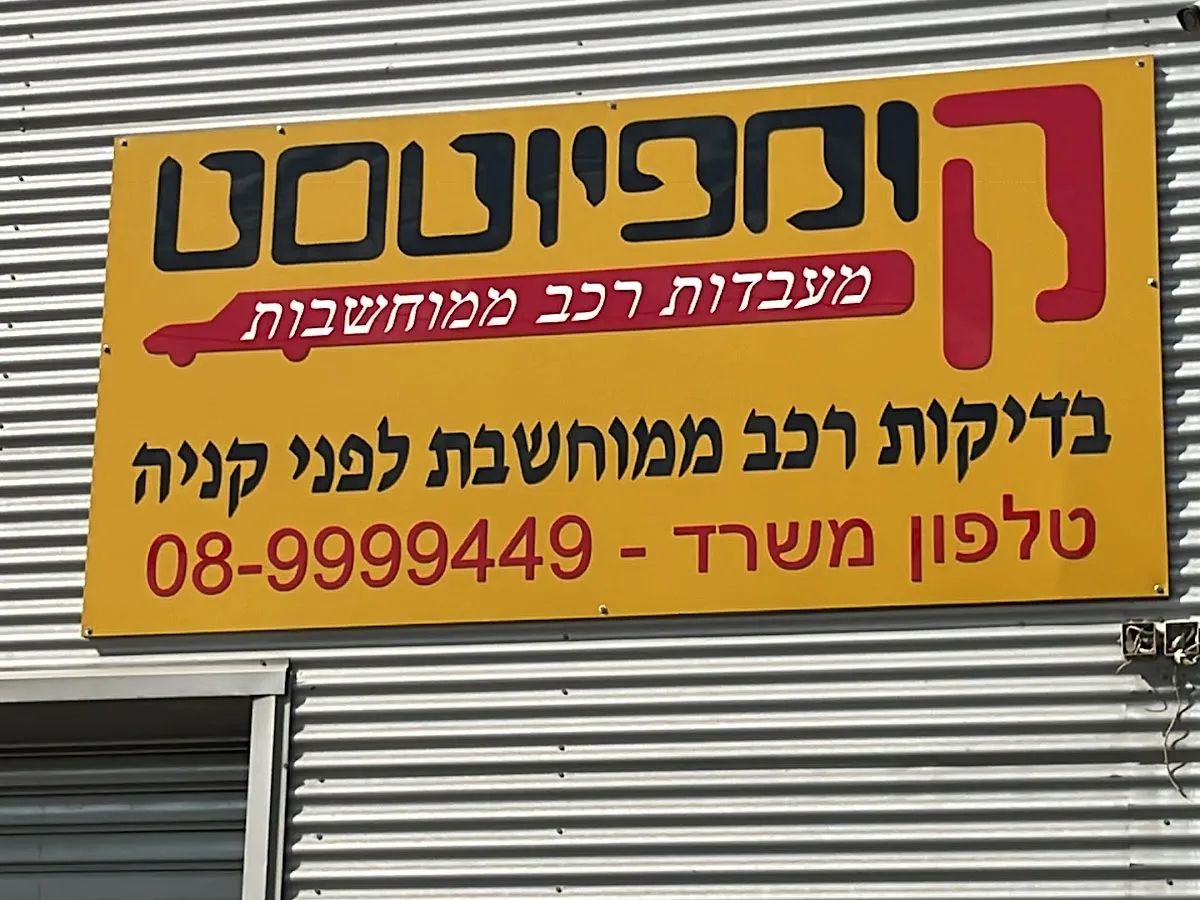 קומפיוטסט
מעבדות רכב ממוחשבות
בדיקות רכב ממוחשבת לפני קניה
טלפון משרד - 08-9999449